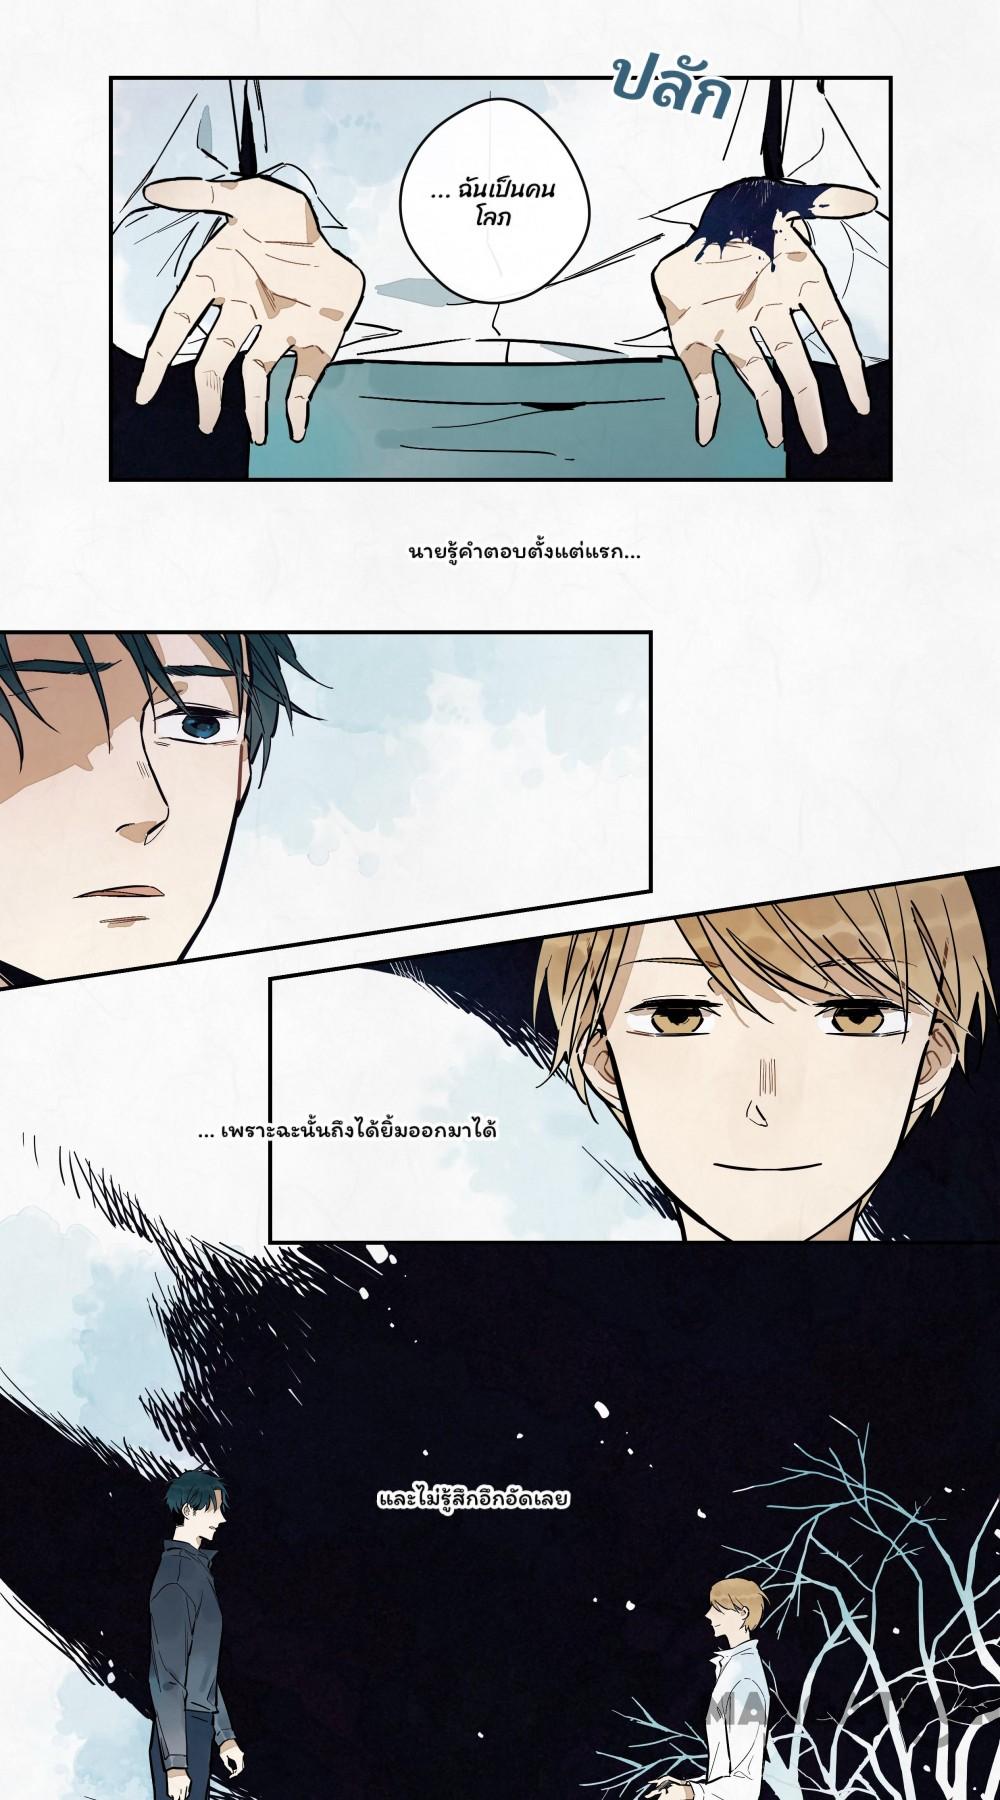 ปลัก
... ฉันเป็นคน
โลภ
นายรู้คำตอบตั้งแต่แรก...
... เพราะฉะนั้นถึงได้ยิ้มออกมาได้
และไม่รู้สึกอึกอัดเลย